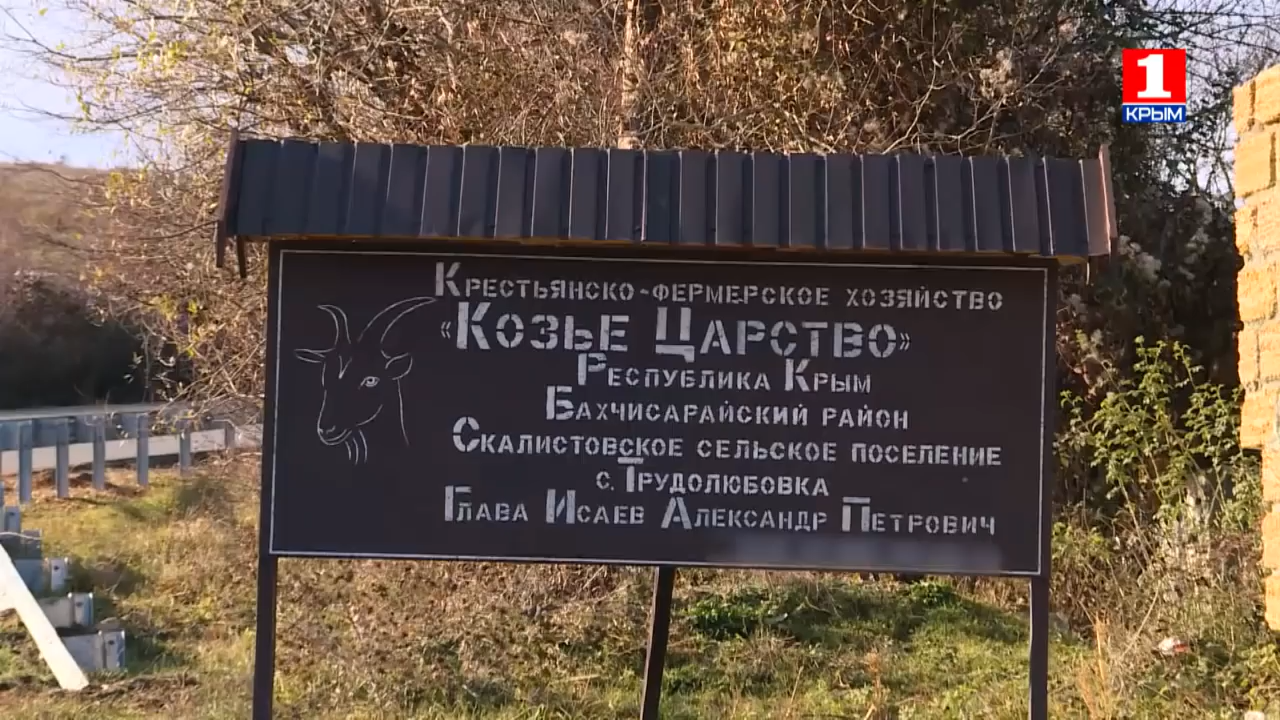 1
КРЫМ
Крестьянско-фермерское хозяйство
«Козье Царство»
Республика Крым
Бахчисарайский район
Скалистовское сельское поселение
с. Трудолюбовка
Глава Исаев Александр Петрович